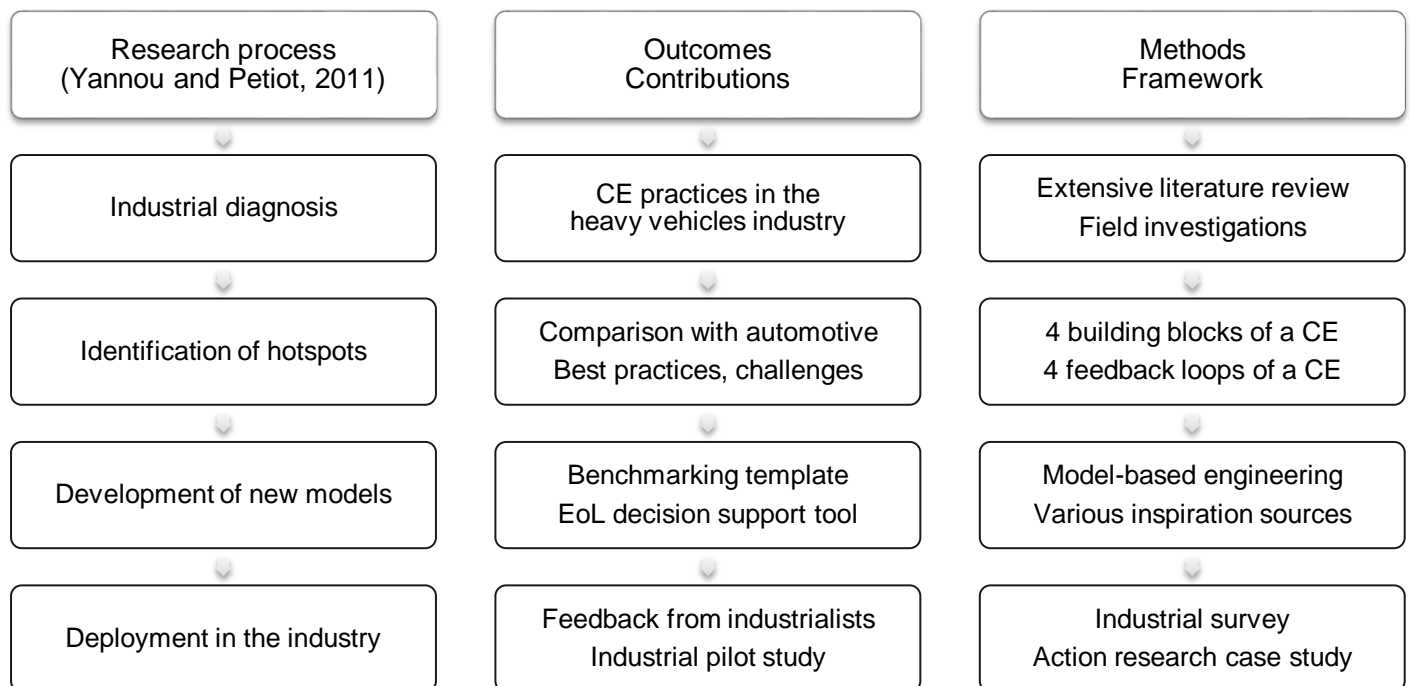 Research process
(Yannou and Petiot, 2011)
Industrial diagnosis
Identification of hotspots
Development of new models
Deployment in the industry
Outcomes
Contributions
CE practices in the
heavy vehicles industry
Comparison with automotive
Best practices, challenges
Benchmarking template
EoL decision support tool
Feedback from industrialists
Industrial pilot study
Methods
Framework
Extensive literature review
Field investigations
4 building blocks of a CE
4 feedback loops of a CE
Model-based engineering
Various inspiration sources
Industrial survey
Action research case study